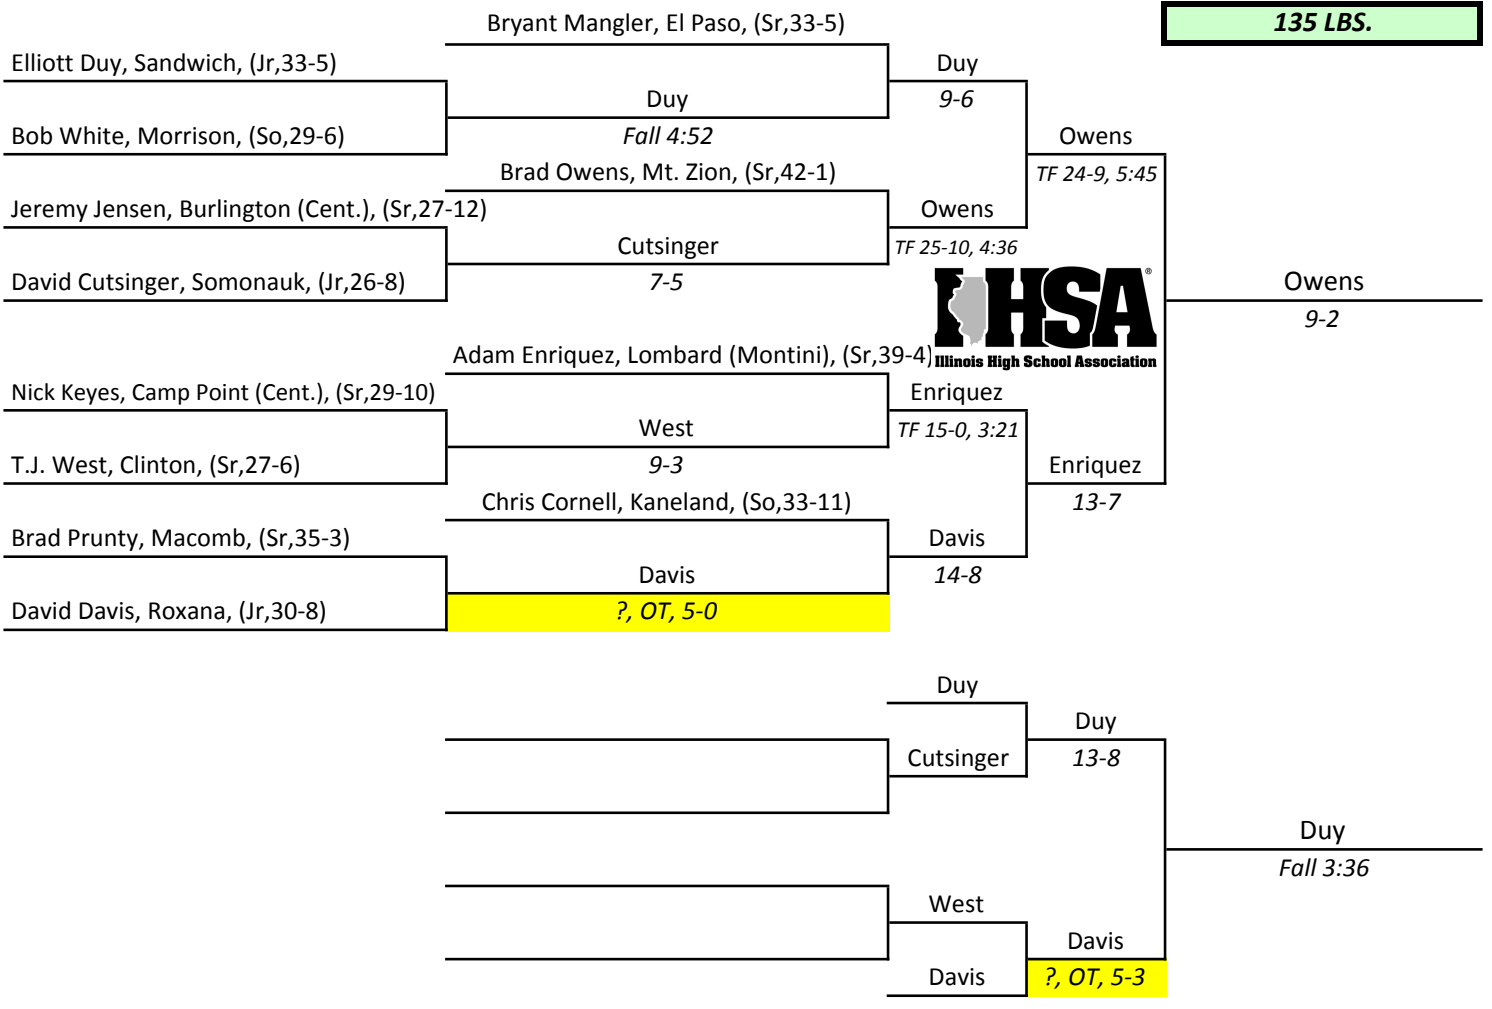 Bryant Mangler, El Paso, (Sr,33-5)
135 LBS.
Elliott Duy, Sandwich, (Jr,33-5)
Duy
Duy
9-6
Bob White, Morrison, (So,29-6)
Fall 4:52
Owens
Brad Owens, Mt. Zion, (Sr,42-1)
TF 24-9, 5:45
Jeremy Jensen, Burlington (Cent.), (Sr,27-12)
Owens
Cutsinger
TF 25-10, 4:36
David Cutsinger, Somonauk, (Jr,26-8)
7-5
IHSA®
Illinois High School Association
Owens
9-2
Adam Enriquez, Lombard (Montini), (Sr,39-4)
Nick Keyes, Camp Point (Cent.), (Sr,29-10)
Enriquez
West
TF 15-0, 3:21
T.J. West, Clinton, (Sr,27-6)
9-3
Enriquez
Chris Cornell, Kaneland, (So,33-11)
13-7
Brad Prunty, Macomb, (Sr,35-3)
Davis
Davis
14-8
David Davis, Roxana, (Jr,30-8)
?, OT, 5-0
Duy
Duy
Cutsinger
13-8
Duy
Fall 3:36
West
Davis
Davis
?, OT, 5-3